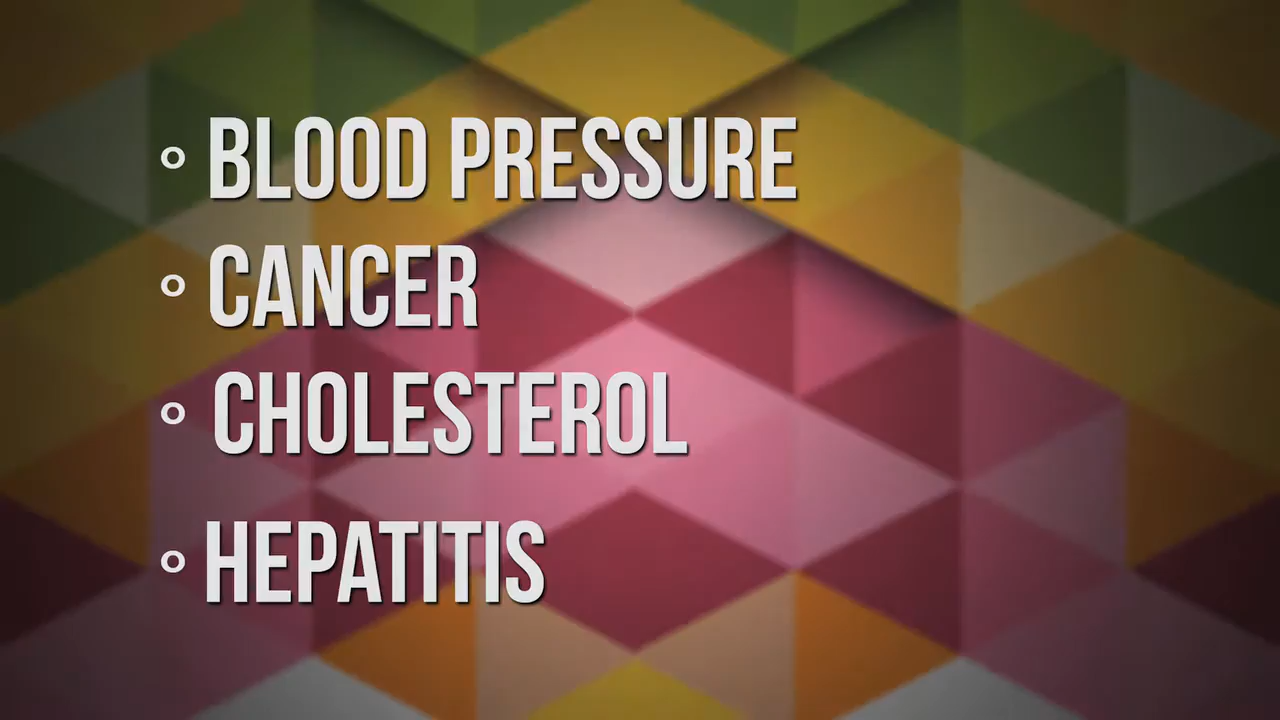 ◦ BLOOD PRESSURE
◦ CANCER
◦ CHOLESTEROL
◦ HEPATITIS